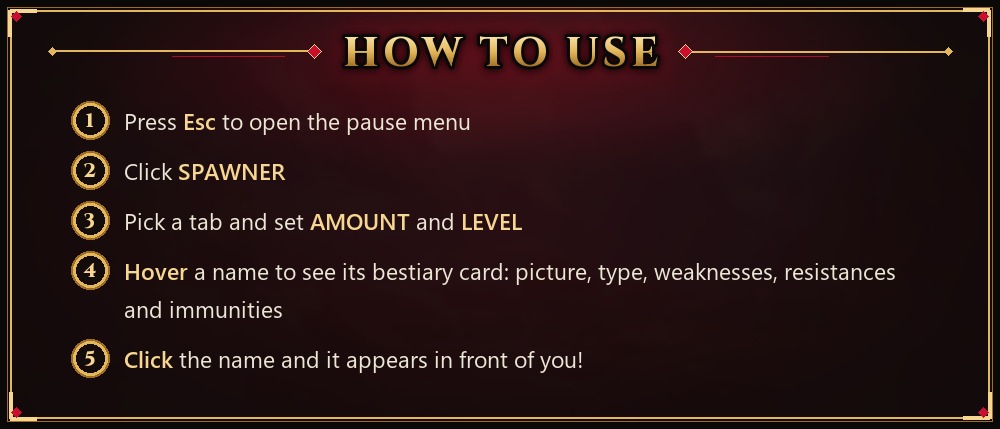 HOW TO USE
1 Press Esc to open the pause menu
2 Click SPAWNER
3 Pick a tab and set AMOUNT and LEVEL
4 Hover a name to see its bestiary card: picture, type, weaknesses, resistances
and immunities
5 Click the name and it appears in front of you!